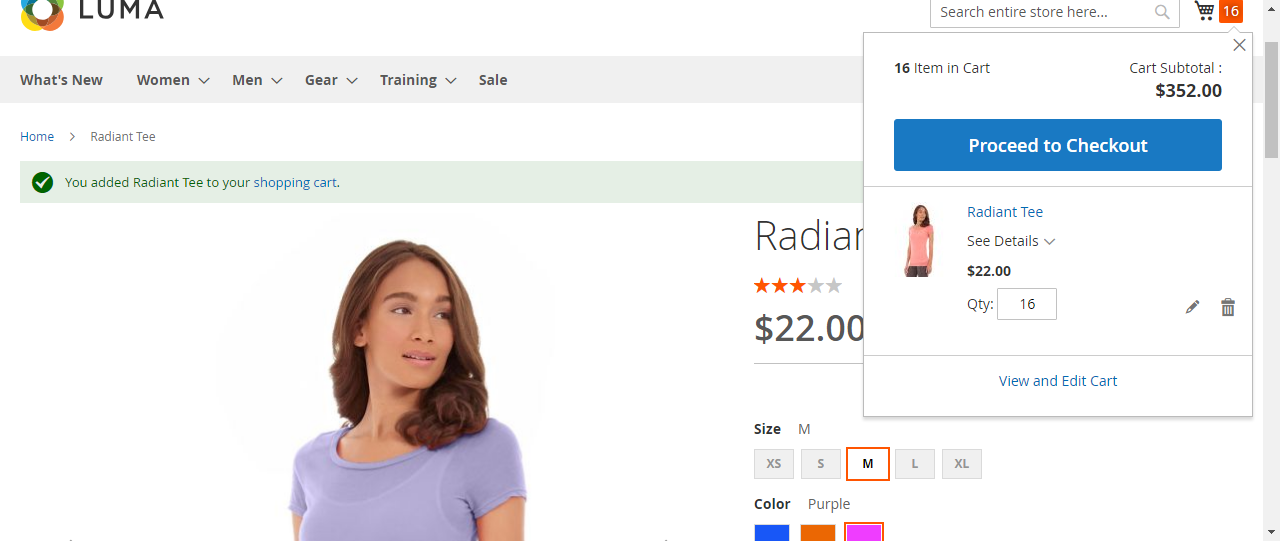 LUMA
Search entire store here...
16
What's New Women Men Gear Training Sale
16 Item in Cart Cart Subtotal :
$352.00
Proceed to Checkout
Home Radiant Tee
You added Radiant Tee to your shopping cart.
Radiant Tee
See Details
$22.00
Qty: 16
View and Edit Cart
Radian
$22.00
Size M
XS S M L XL
Color Purple